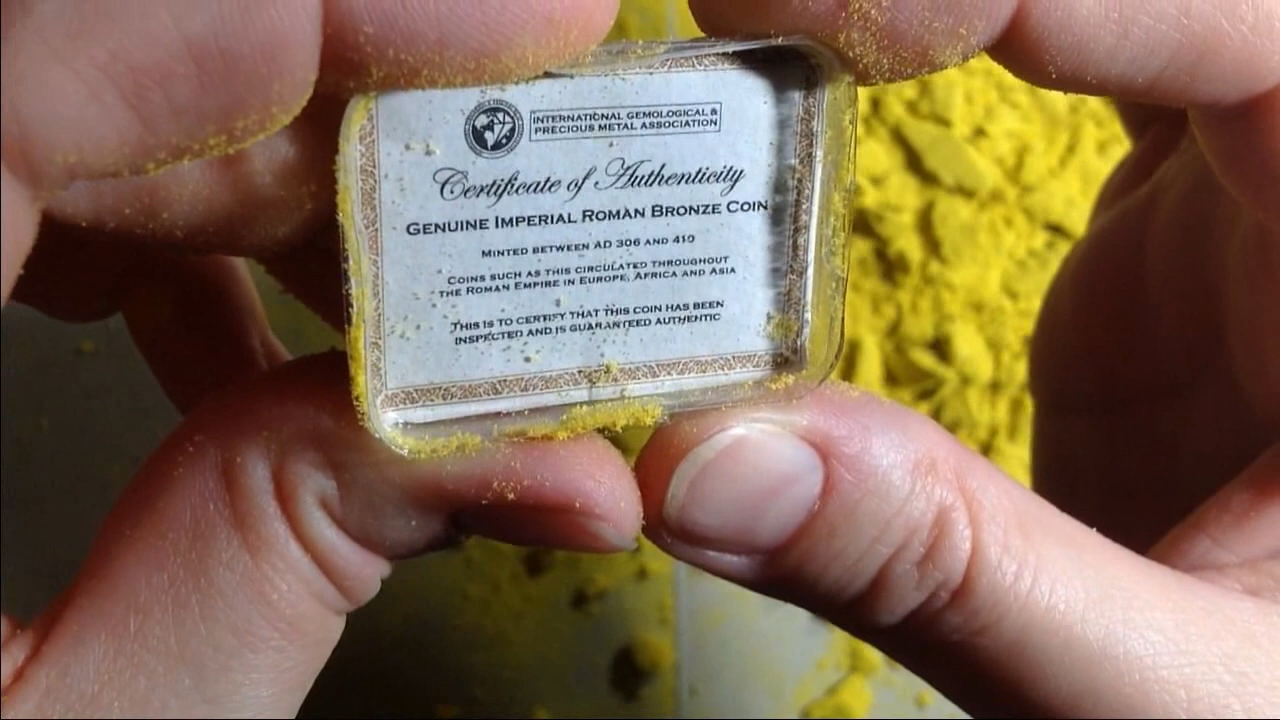 INTERNATIONAL GEMOLOGICAL &
PRECIOUS METAL ASSOCIATION
Certificate of Authenticity
GENUINE IMPERIAL ROMAN BRONZE COIN
MINTED BETWEEN AD 306 AND 410
COINS SUCH AS THIS CIRCULATED THROUGHOUT
THE ROMAN EMPIRE IN EUROPE, AFRICA AND ASIA
THIS IS TO CERTIFY THAT THIS COIN HAS BEEN
INSPECTED AND IS GUARANTEED AUTHENTIC